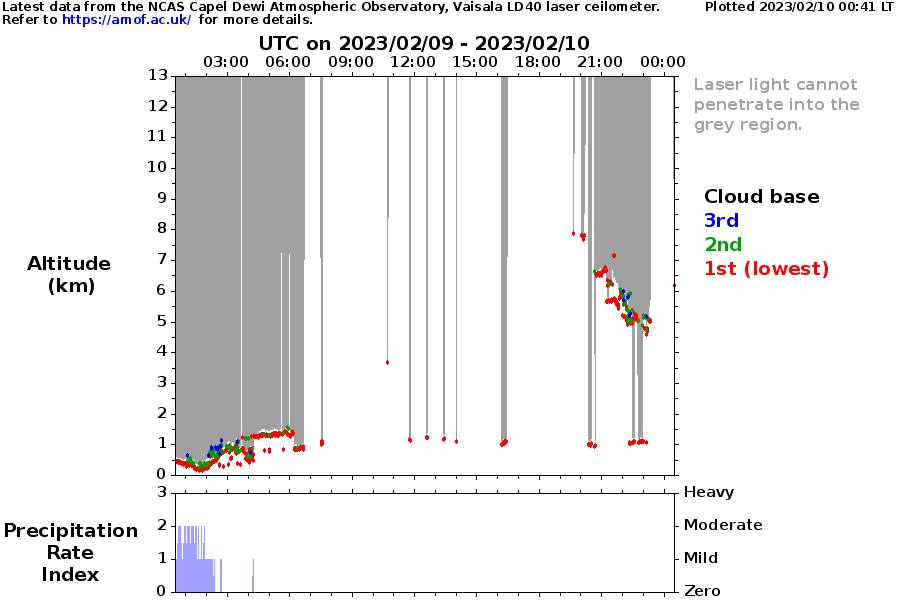 Latest data from the NCAS Capel Dewi Atmospheric Observatory, Vaisala LD40 laser ceilometer.
Plotted 2023/02/10 00:41 LT
Refer to https://amof.ac.uk/ for more details.
UTC on 2023/02/09 - 2023/02/10
03:00 06:00 09:00 12:00 15:00 18:00 21:00 00:00
13
12
11
10
9
8
7
6
5
4
3
2
1
0
Altitude
(km)
Laser light cannot
penetrate into the
grey region.
Cloud base
3rd
2nd
1st (lowest)
3 Heavy
2 Moderate
1 Mild
0 Zero
Precipitation
Rate
Index